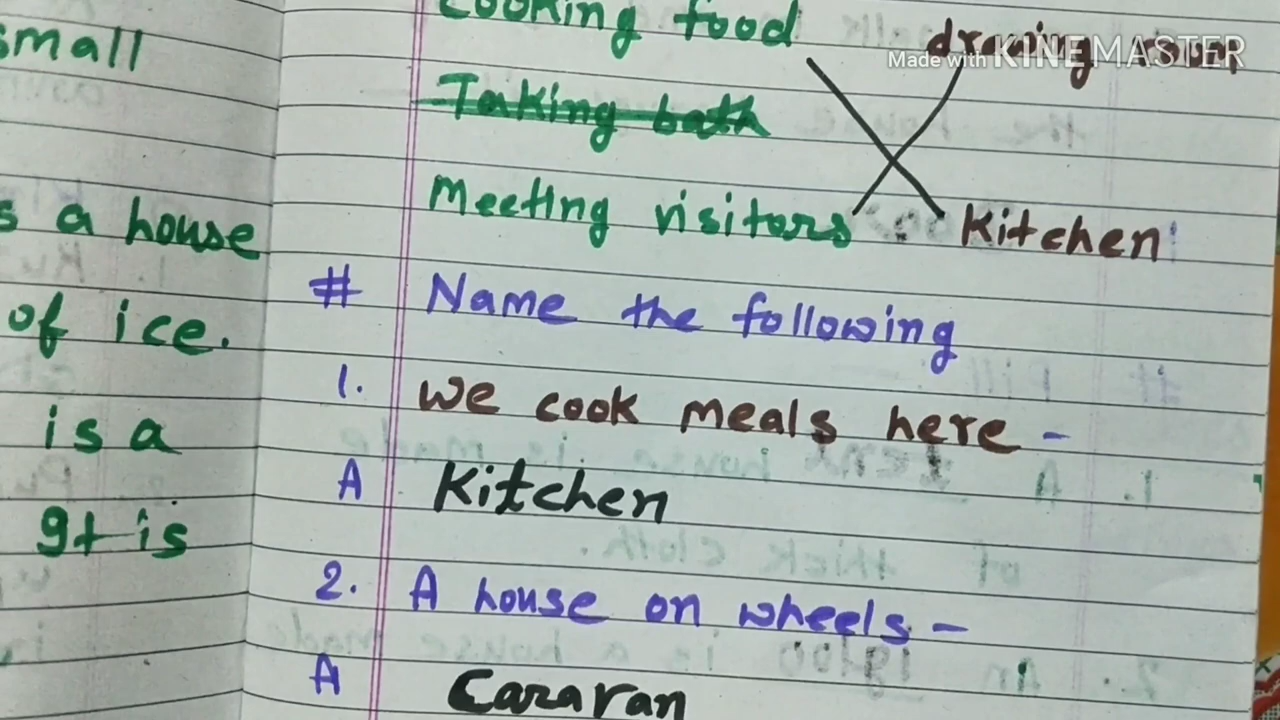 small
s a house
of ice.
is a
It is
Cooking food
drawing room
Taking bath
Meeting visitors
Kitchen
# Name the following
1. We cook meals here -
A Kitchen
2. A house on wheels -
A Caravan
Made with KINEMASTER